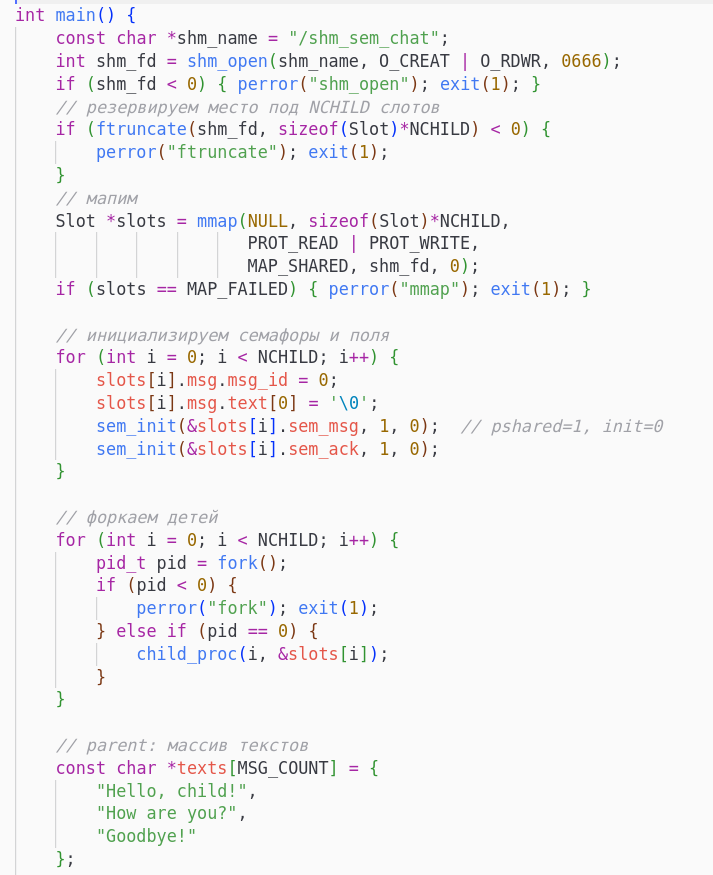 int main() {
    const char *shm_name = "/shm_sem_chat";
    int shm_fd = shm_open(shm_name, O_CREAT | O_RDWR, 0666);
    if (shm_fd < 0) { perror("shm_open"); exit(1); }
    // резервируем место под NCHILD слотов
    if (ftruncate(shm_fd, sizeof(Slot)*NCHILD) < 0) {
        perror("ftruncate"); exit(1);
    }
    // мапим
    Slot *slots = mmap(NULL, sizeof(Slot)*NCHILD,
                       PROT_READ | PROT_WRITE,
                       MAP_SHARED, shm_fd, 0);
    if (slots == MAP_FAILED) { perror("mmap"); exit(1); }

    // инициализируем семафоры и поля
    for (int i = 0; i < NCHILD; i++) {
        slots[i].msg.msg_id = 0;
        slots[i].msg.text[0] = '\0';
        sem_init(&slots[i].sem_msg, 1, 0);  // pshared=1, init=0
        sem_init(&slots[i].sem_ack, 1, 0);
    }

    // форкаем детей
    for (int i = 0; i < NCHILD; i++) {
        pid_t pid = fork();
        if (pid < 0) {
            perror("fork"); exit(1);
        } else if (pid == 0) {
            child_proc(i, &slots[i]);
        }
    }

    // parent: массив текстов
    const char *texts[MSG_COUNT] = {
        "Hello, child!",
        "How are you?",
        "Goodbye!"
    };